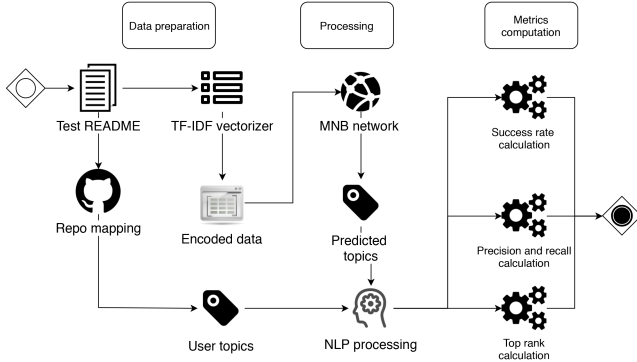 Data preparation
Processing
Metrics
computation
Test README
TF-IDF vectorizer
MNB network
Success rate
calculation
Repo mapping
Encoded data
Predicted
topics
Precision and recall
calculation
User topics
NLP processing
Top rank
calculation